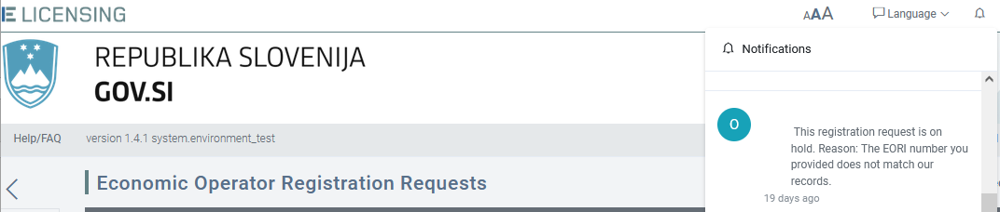 E LICENSING
AAA
Language
REPUBLIKA SLOVENIJA
GOV.SI
Help/FAQ
version 1.4.1 system.environment_test
Economic Operator Registration Requests
Notifications
O
This registration request is on
hold. Reason: The EORI number you
provided does not match our
records.
19 days ago